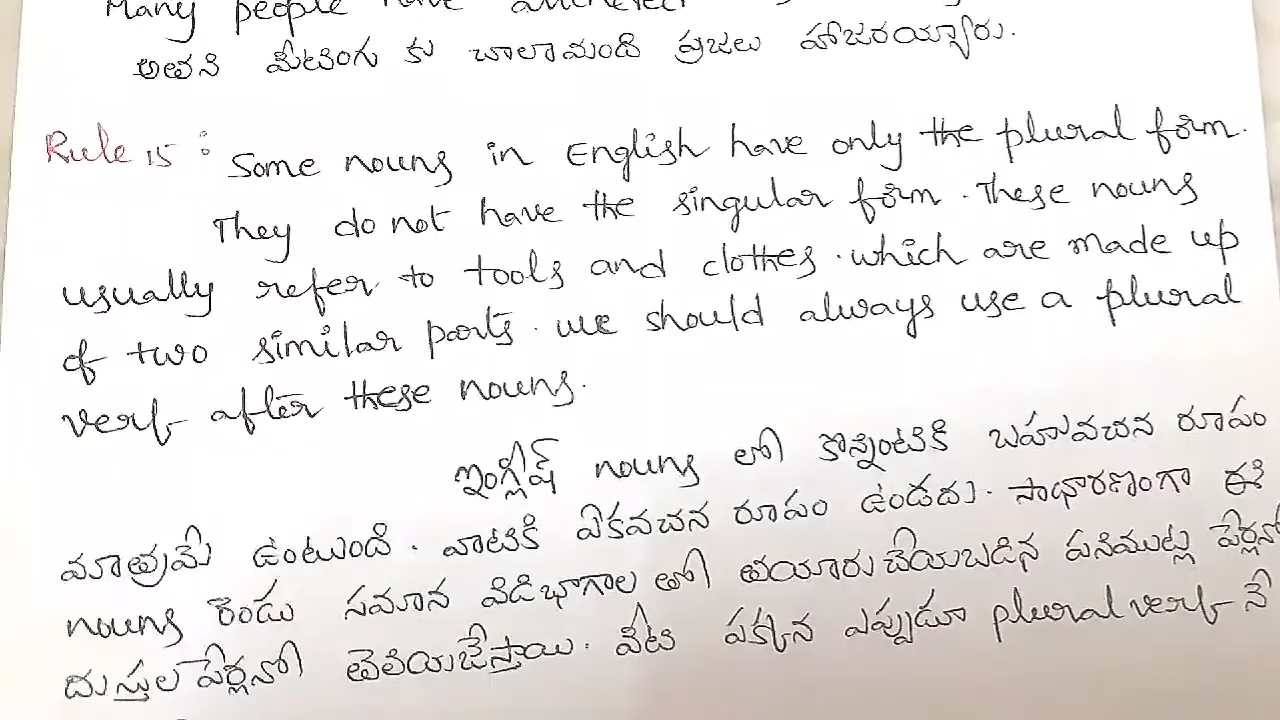 Many people have
అతని మీటింగు కు చాలామంది ప్రజలు హాజరయ్యారు.
Rule 15 : Some nouns in English have only the plural form.
They do not have the singular form. These nouns
usually refer to tools and clothes. which are made up
of two similar parts. we should always use a plural
verb after these nouns.
ఇంగ్లీష్ nouns లో కొన్నింటికి బహువచన రూపం
మాత్రమే ఉంటుంది. వాటికి ఏకవచన రూపం ఉండదు. సాధారణంగా ఈ
nouns రెండు సమాన విడిభాగాల తో తయారుచేయబడిన పనిముట్ల పేర్లనో
దుస్తుల పేర్లనో తెలియజేస్తాయి. వీటి పక్కన ఎప్పుడూ plural verb నే